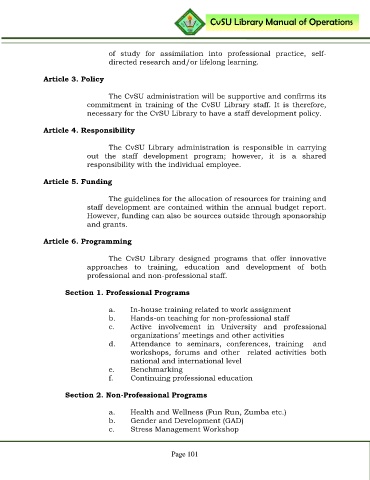 CvSU Library Manual of Operations
of study for assimilation into professional practice, self-
directed research and/or lifelong learning.
Article 3. Policy
The CvSU administration will be supportive and confirms its
commitment in training of the CvSU Library staff. It is therefore,
necessary for the CvSU Library to have a staff development policy.
Article 4. Responsibility
The CvSU Library administration is responsible in carrying
out the staff development program; however, it is a shared
responsibility with the individual employee.
Article 5. Funding
The guidelines for the allocation of resources for training and
staff development are contained within the annual budget report.
However, funding can also be sources outside through sponsorship
and grants.
Article 6. Programming
The CvSU Library designed programs that offer innovative
approaches to training, education and development of both
professional and non-professional staff.
Section 1. Professional Programs
a. In-house training related to work assignment
b. Hands-on teaching for non-professional staff
c. Active involvement in University and professional
organizations' meetings and other activities
d. Attendance to seminars, conferences, training and
workshops, forums and other related activities both
national and international level
e. Benchmarking
f. Continuing professional education
Section 2. Non-Professional Programs
a. Health and Wellness (Fun Run, Zumba etc.)
b. Gender and Development (GAD)
c. Stress Management Workshop
Page 101